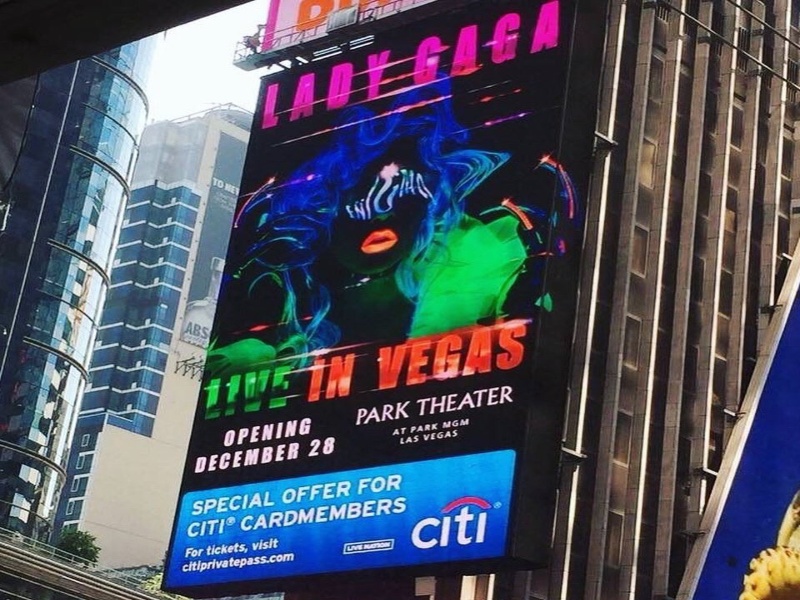 LADY GAGA
ENIGMA
LIVE IN VEGAS
OPENING
DECEMBER 28
PARK THEATER
AT PARK MGM
LAS VEGAS
SPECIAL OFFER FOR
CITI® CARDMEMBERS
For tickets, visit
citiprivatepass.com
LIVE NATION
citi
ABS